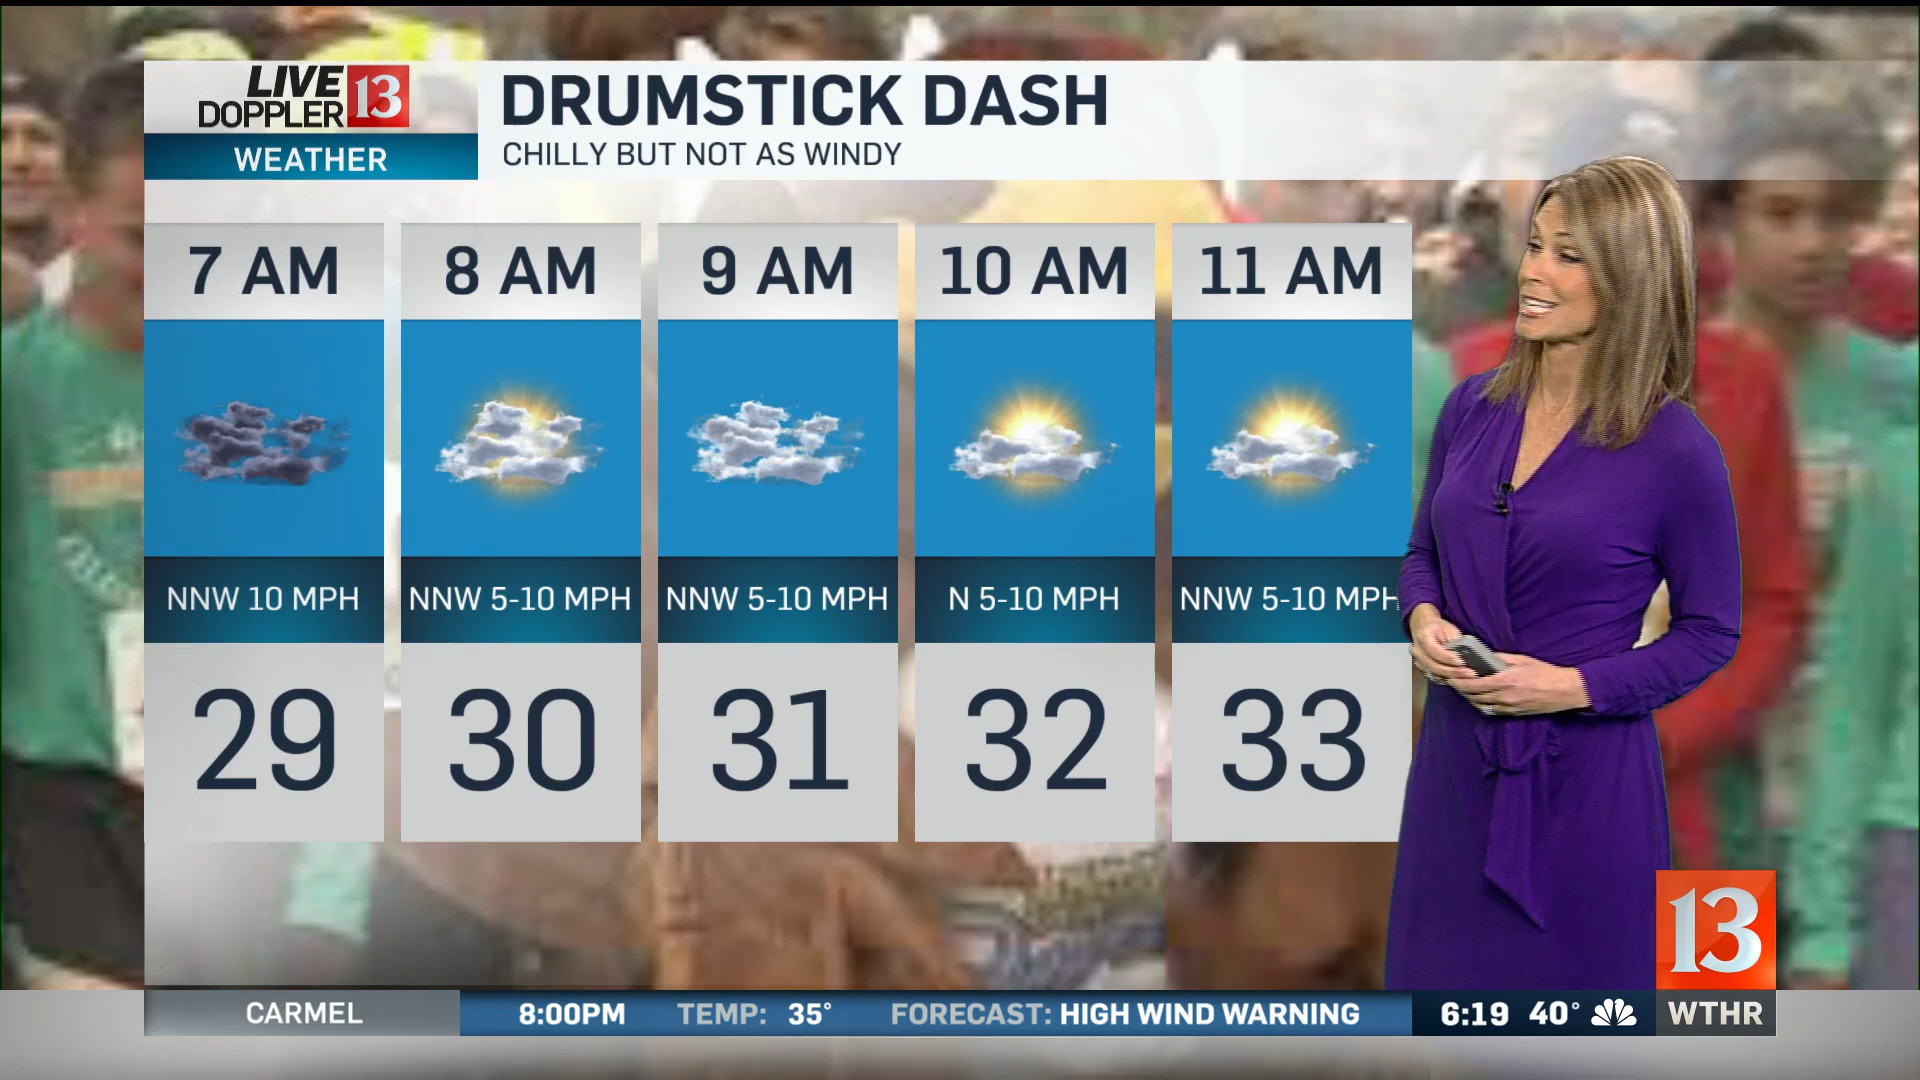 LIVE
DOPPLER 13
WEATHER
DRUMSTICK DASH
CHILLY BUT NOT AS WINDY
7 AM
8 AM
9 AM
10 AM
11 AM
NNW 10 MPH
NNW 5-10 MPH
NNW 5-10 MPH
N 5-10 MPH
NNW 5-10 MPH
29
30
31
32
33
13
CARMEL
8:00PM TEMP: 35° FORECAST: HIGH WIND WARNING
6:19 40°
WTHR